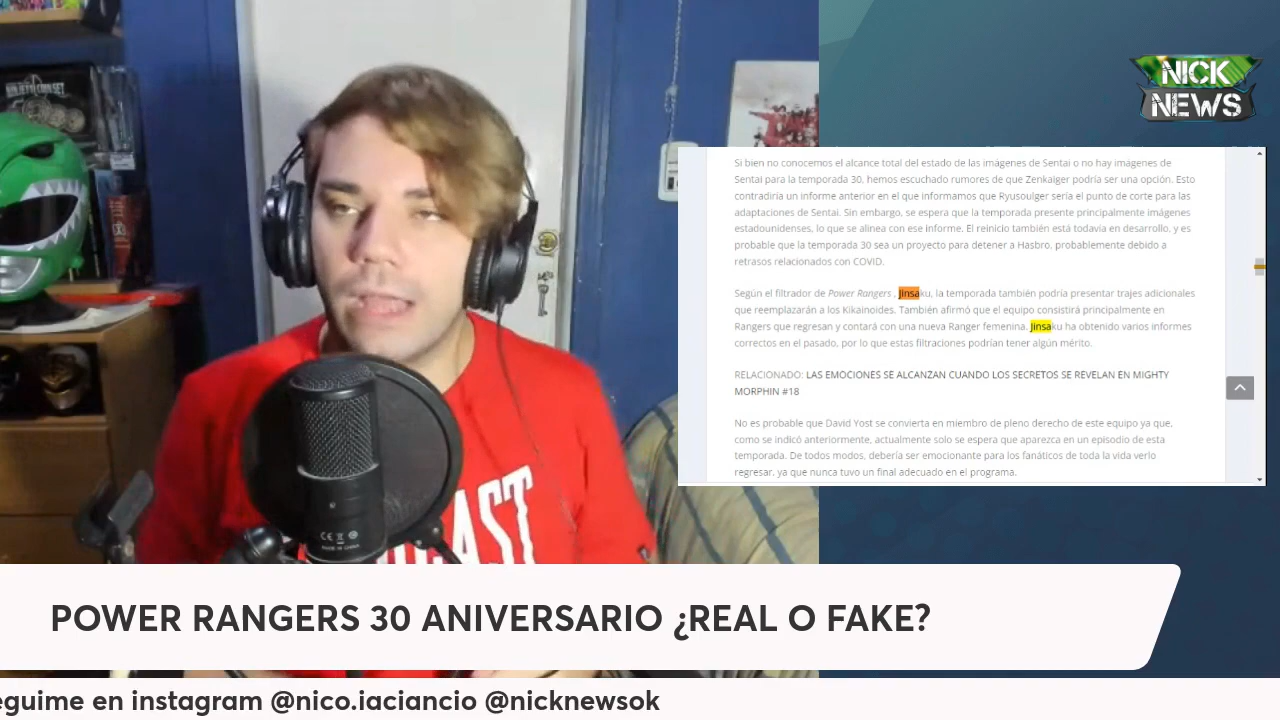 NICK
NEWS
Si bien no conocemos el alcance total del estado de las imágenes de Sentai o no hay imágenes de
Sentai para la temporada 30, hemos escuchado rumores de que Zenkaiger podría ser una opción. Esto
contradiría un informe anterior en el que informamos que Ryusoulger sería el punto de corte para las
adaptaciones de Sentai. Sin embargo, se espera que la temporada presente principalmente imágenes
estadounidenses, lo que se alinea con ese informe. El reinicio también está todavía en desarrollo, y es
probable que la temporada 30 sea un proyecto para detener a Hasbro, probablemente debido a
retrasos relacionados con COVID.
Según el filtrador de Power Rangers , Jinsaku, la temporada también podría presentar trajes adicionales
que reemplazarán a los Kikainoides. También afirmó que el equipo consistirá principalmente en
Rangers que regresan y contará con una nueva Ranger femenina. Jinsaku ha obtenido varios informes
correctos en el pasado, por lo que estas filtraciones podrían tener algún mérito.
RELACIONADO: LAS EMOCIONES SE ALCANZAN CUANDO LOS SECRETOS SE REVELAN EN MIGHTY
MORPHIN #18
No es probable que David Yost se convierta en miembro de pleno derecho de este equipo ya que,
como se indicó anteriormente, actualmente solo se espera que aparezca en un episodio de esta
temporada. De todos modos, debería ser emocionante para los fanáticos de toda la vida verlo
regresar, ya que nunca tuvo un final adecuado en el programa.
MADE IN CHINA
POWER RANGERS 30 ANIVERSARIO ¿REAL O FAKE?
eguime en instagram @nico.iaciancio @nicknewsok